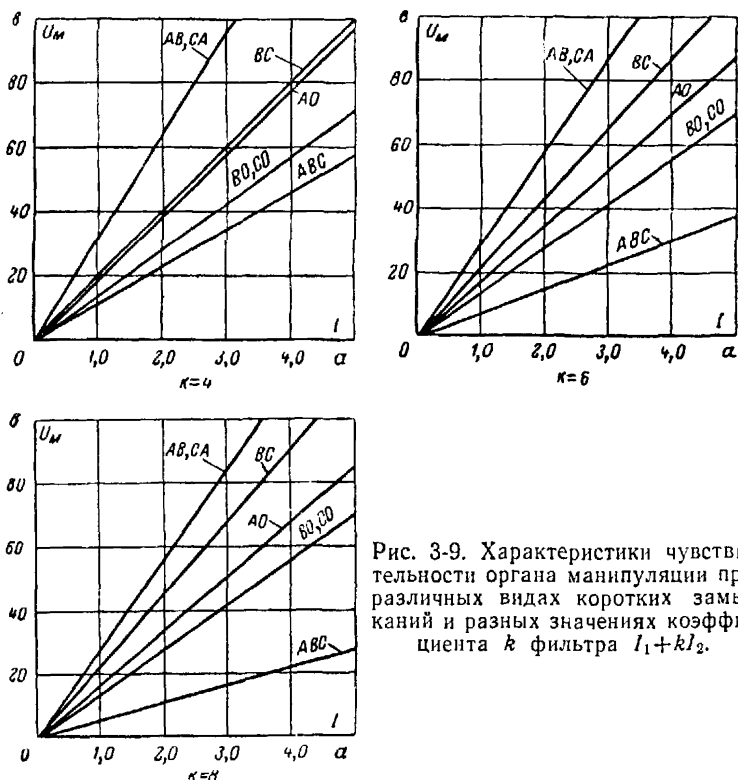 в
Uм
80
60
40
20
0
AB,CA
BC
AO
BO,CO
ABC
1,0 2,0 3,0 4,0 a
I
к=4
в
Uм
80
60
40
20
0
AB,CA
BC
AO
BO,CO
ABC
1,0 2,0 3,0 4,0 a
I
к=6
в
Uм
80
60
40
20
0
AB,CA
BC
AO
BO,CO
ABC
1,0 2,0 3,0 4,0 a
I
к=8
Рис. 3-9. Характеристики чувстви
тельности органа манипуляции пр
различных видах коротких замы
каний и разных значениях коэффи
циента k фильтра I₁+kI₂.